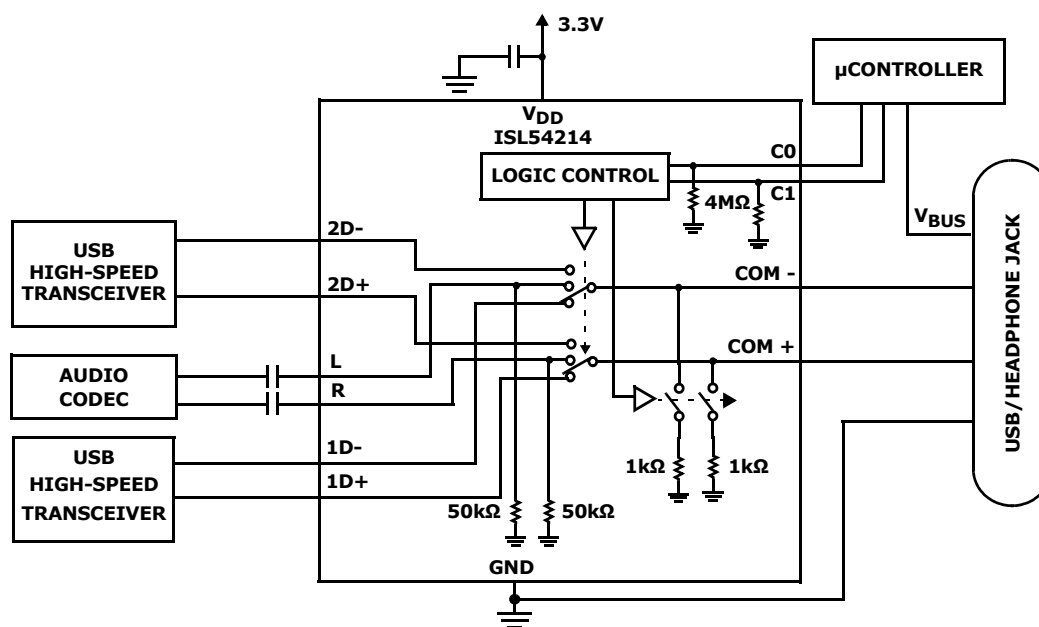 3.3V
µCONTROLLER
VDD
ISL54214
LOGIC CONTROL
C0
C1
4MΩ
VBUS
USB/HEADPHONE JACK
USB
HIGH-SPEED
TRANSCEIVER
2D-
2D+
COM -
COM +
AUDIO
CODEC
L
R
USB
HIGH-SPEED
TRANSCEIVER
1D-
1D+
50kΩ
50kΩ
1kΩ
1kΩ
GND